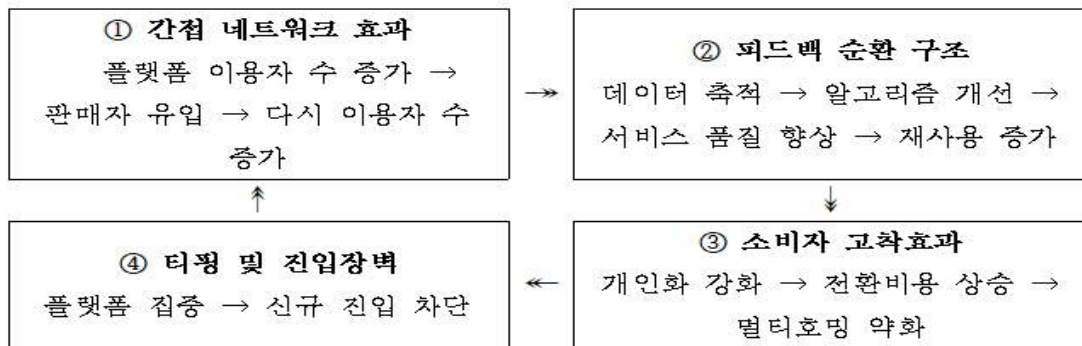 ① 간접 네트워크 효과
플랫폼 이용자 수 증가 →
판매자 유입 → 다시 이용자 수
증가
↠
② 피드백 순환 구조
데이터 축적 → 알고리즘 개선 →
서비스 품질 향상 → 재사용 증가
↟
↡
④ 티핑 및 진입장벽
플랫폼 집중 → 신규 진입 차단
↞
③ 소비자 고착효과
개인화 강화 → 전환비용 상승 →
멀티호밍 약화